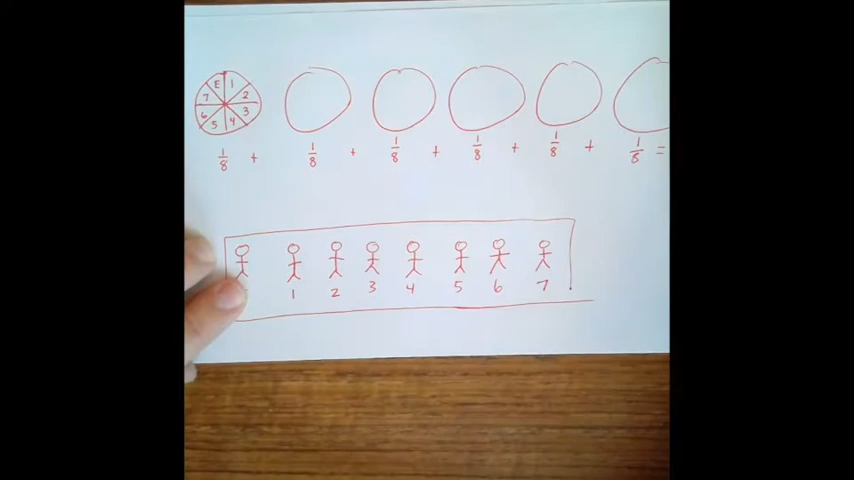 E 1 2 3 4 5 6 7
1/8 + 1/8 + 1/8 + 1/8 + 1/8 + 1/8 =
1 2 3 4 5 6 7